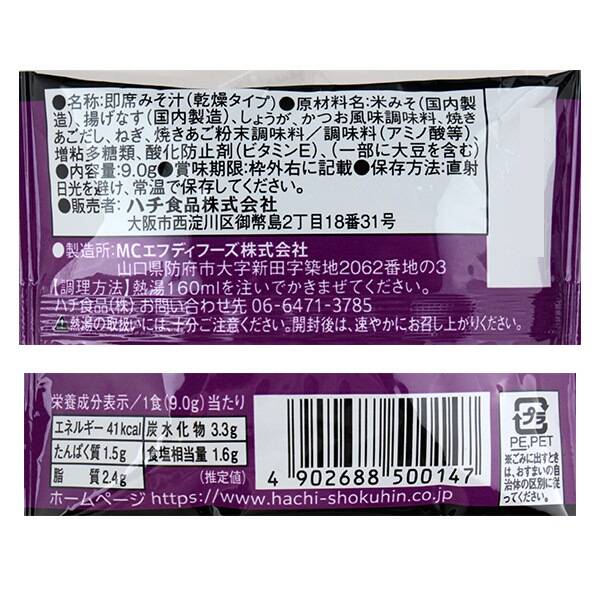 ●名称:即席みそ汁(乾燥タイプ)●原材料名:米みそ(国内製
造)、揚げなす(国内製造)、しょうが、かつお風味調味料、焼き
あごだし、ねぎ、焼きあご粉末調味料／調味料(アミノ酸等)、
増粘多糖類、酸化防止剤(ビタミンE)、(一部に大豆を含む)
●内容量:9.0g●賞味期限:枠外右に記載●保存方法:直射
日光を避け、常温で保存してください。
●販売者:ハチ食品株式会社
大阪市西淀川区御幣島2丁目18番31号
●製造所:MCエフディフーズ株式会社
山口県防府市大字新田字築地2062番地の3
【調理方法】熱湯160mlを注いでかきまぜてください。
ハチ食品(株) お問い合わせ先 06-6471-3785
⚠熱湯の取扱いには、十分ご注意ください。開封後は、速やかにお召し上がりください。
栄養成分表示／1食(9.0g)当たり
エネルギー 41kcal 炭水化物 3.3g
たんぱく質 1.5g 食塩相当量 1.6g
脂質 2.4g (推定値)
ホームページ https://www.hachi-shokuhin.co.jp
4 902688 500147
プラ
PE,PET
※ごみに出すとき
は、お住まいの自
治体の区別に従
ってください。